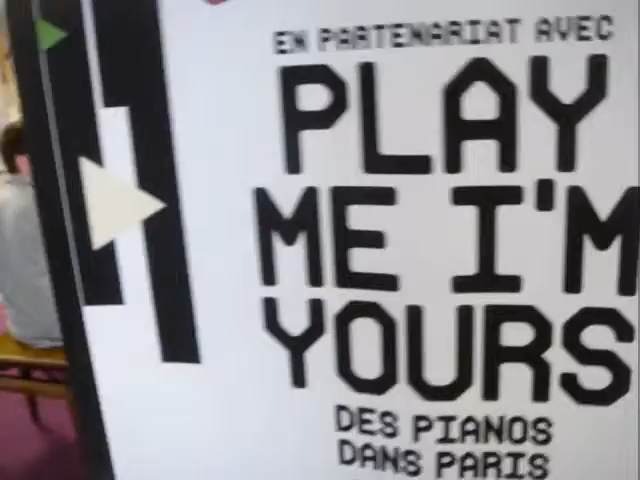 EN PARTENARIAT AVEC
PLAY
ME I'M
YOURS
DES PIANOS
DANS PARIS